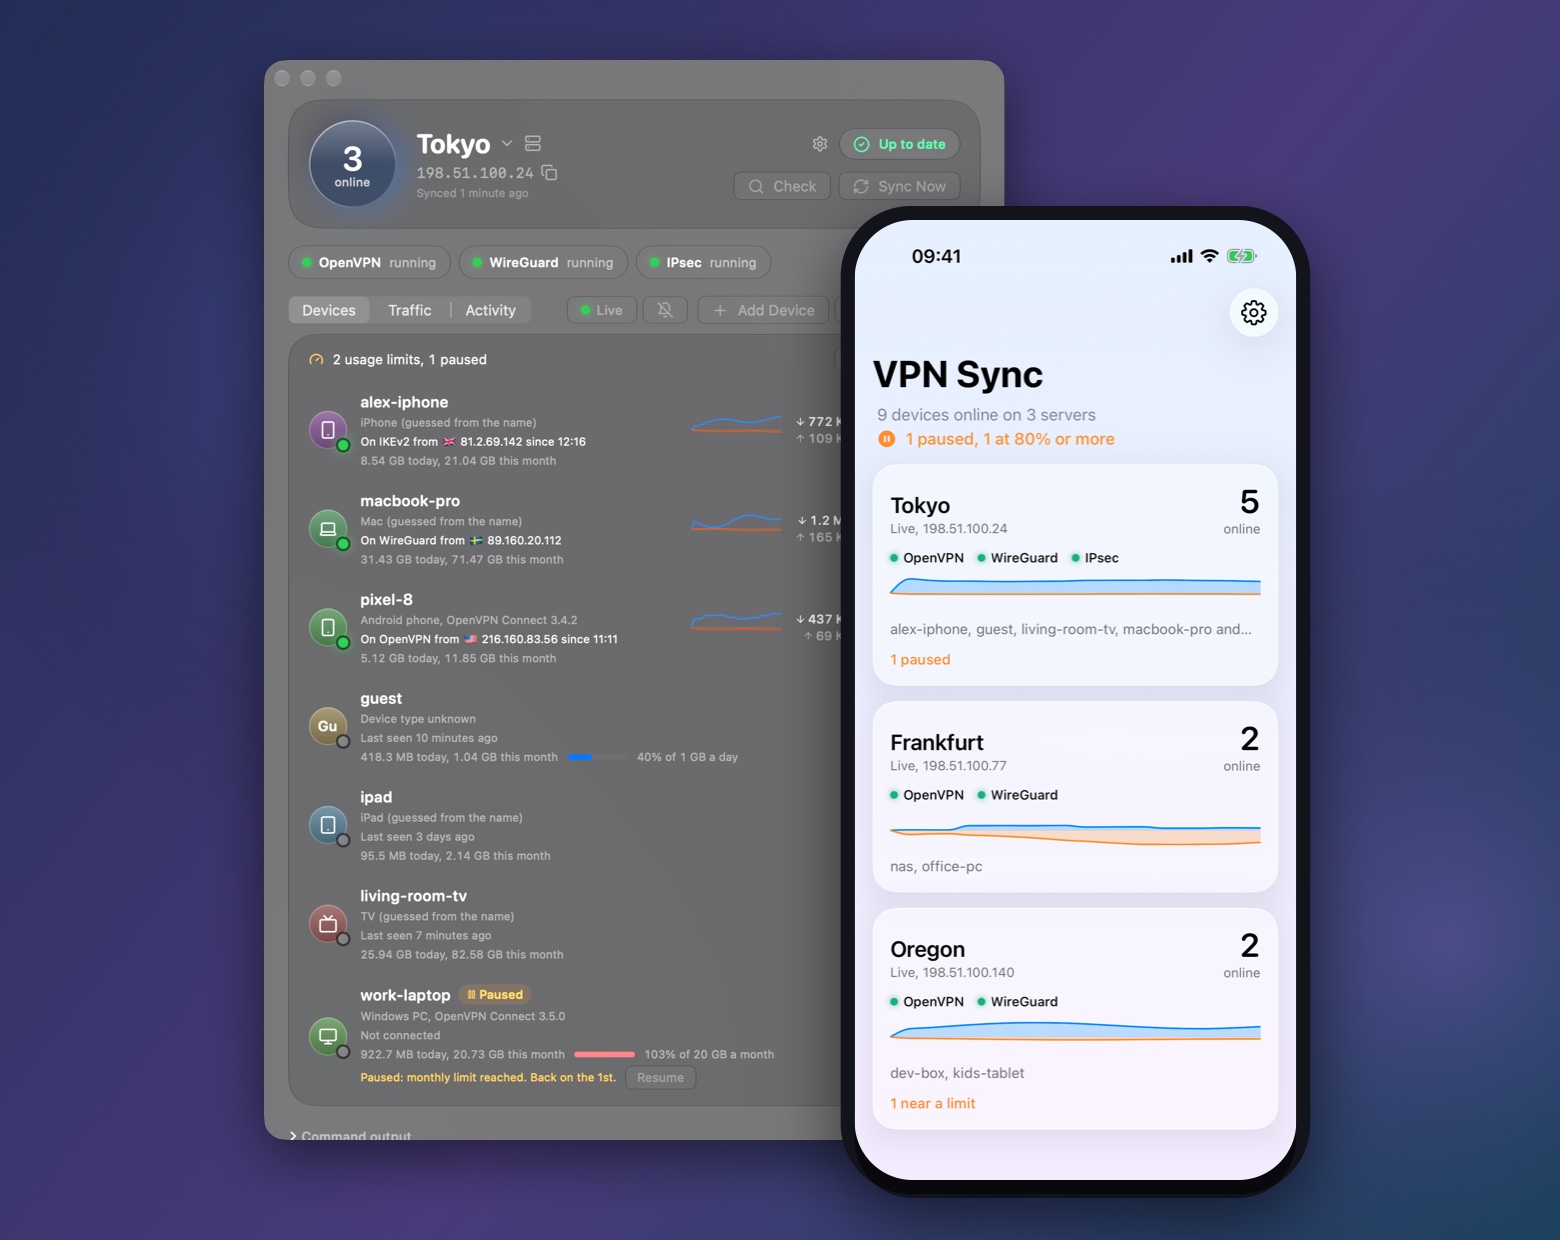 3
online
Tokyo
198.51.100.24
Synced 1 minute ago
Up to date
Check
Sync Now
OpenVPN running
WireGuard running
IPsec running
Devices
Traffic
Activity
Live
Add Device
2 usage limits, 1 paused
alex-iphone
iPhone (guessed from the name)
On IKEv2 from 🇬🇧 81.2.69.142 since 12:16
8.54 GB today, 21.04 GB this month
↓ 772 K
↑ 109 K
macbook-pro
Mac (guessed from the name)
On WireGuard from 🇸🇪 89.160.20.112
31.43 GB today, 71.47 GB this month
↓ 1.2 M
↑ 165 K
pixel-8
Android phone, OpenVPN Connect 3.4.2
On OpenVPN from 🇺🇸 216.160.83.56 since 11:11
5.12 GB today, 11.85 GB this month
↓ 437 K
↑ 69 K
Gu
guest
Device type unknown
Last seen 10 minutes ago
418.3 MB today, 1.04 GB this month
40% of 1 GB a day
ipad
iPad (guessed from the name)
Last seen 3 days ago
95.5 MB today, 2.14 GB this month
living-room-tv
TV (guessed from the name)
Last seen 7 minutes ago
25.94 GB today, 82.58 GB this month
work-laptop
Paused
Windows PC, OpenVPN Connect 3.5.0
Not connected
922.7 MB today, 20.73 GB this month
103% of 20 GB a month
Paused: monthly limit reached. Back on the 1st.
Resume
Command output
09:41
VPN Sync
9 devices online on 3 servers
1 paused, 1 at 80% or more
Tokyo
5
Live, 198.51.100.24
online
OpenVPN
WireGuard
IPsec
alex-iphone, guest, living-room-tv, macbook-pro and...
1 paused
Frankfurt
2
Live, 198.51.100.77
online
OpenVPN
WireGuard
nas, office-pc
Oregon
2
Live, 198.51.100.140
online
OpenVPN
WireGuard
dev-box, kids-tablet
1 near a limit